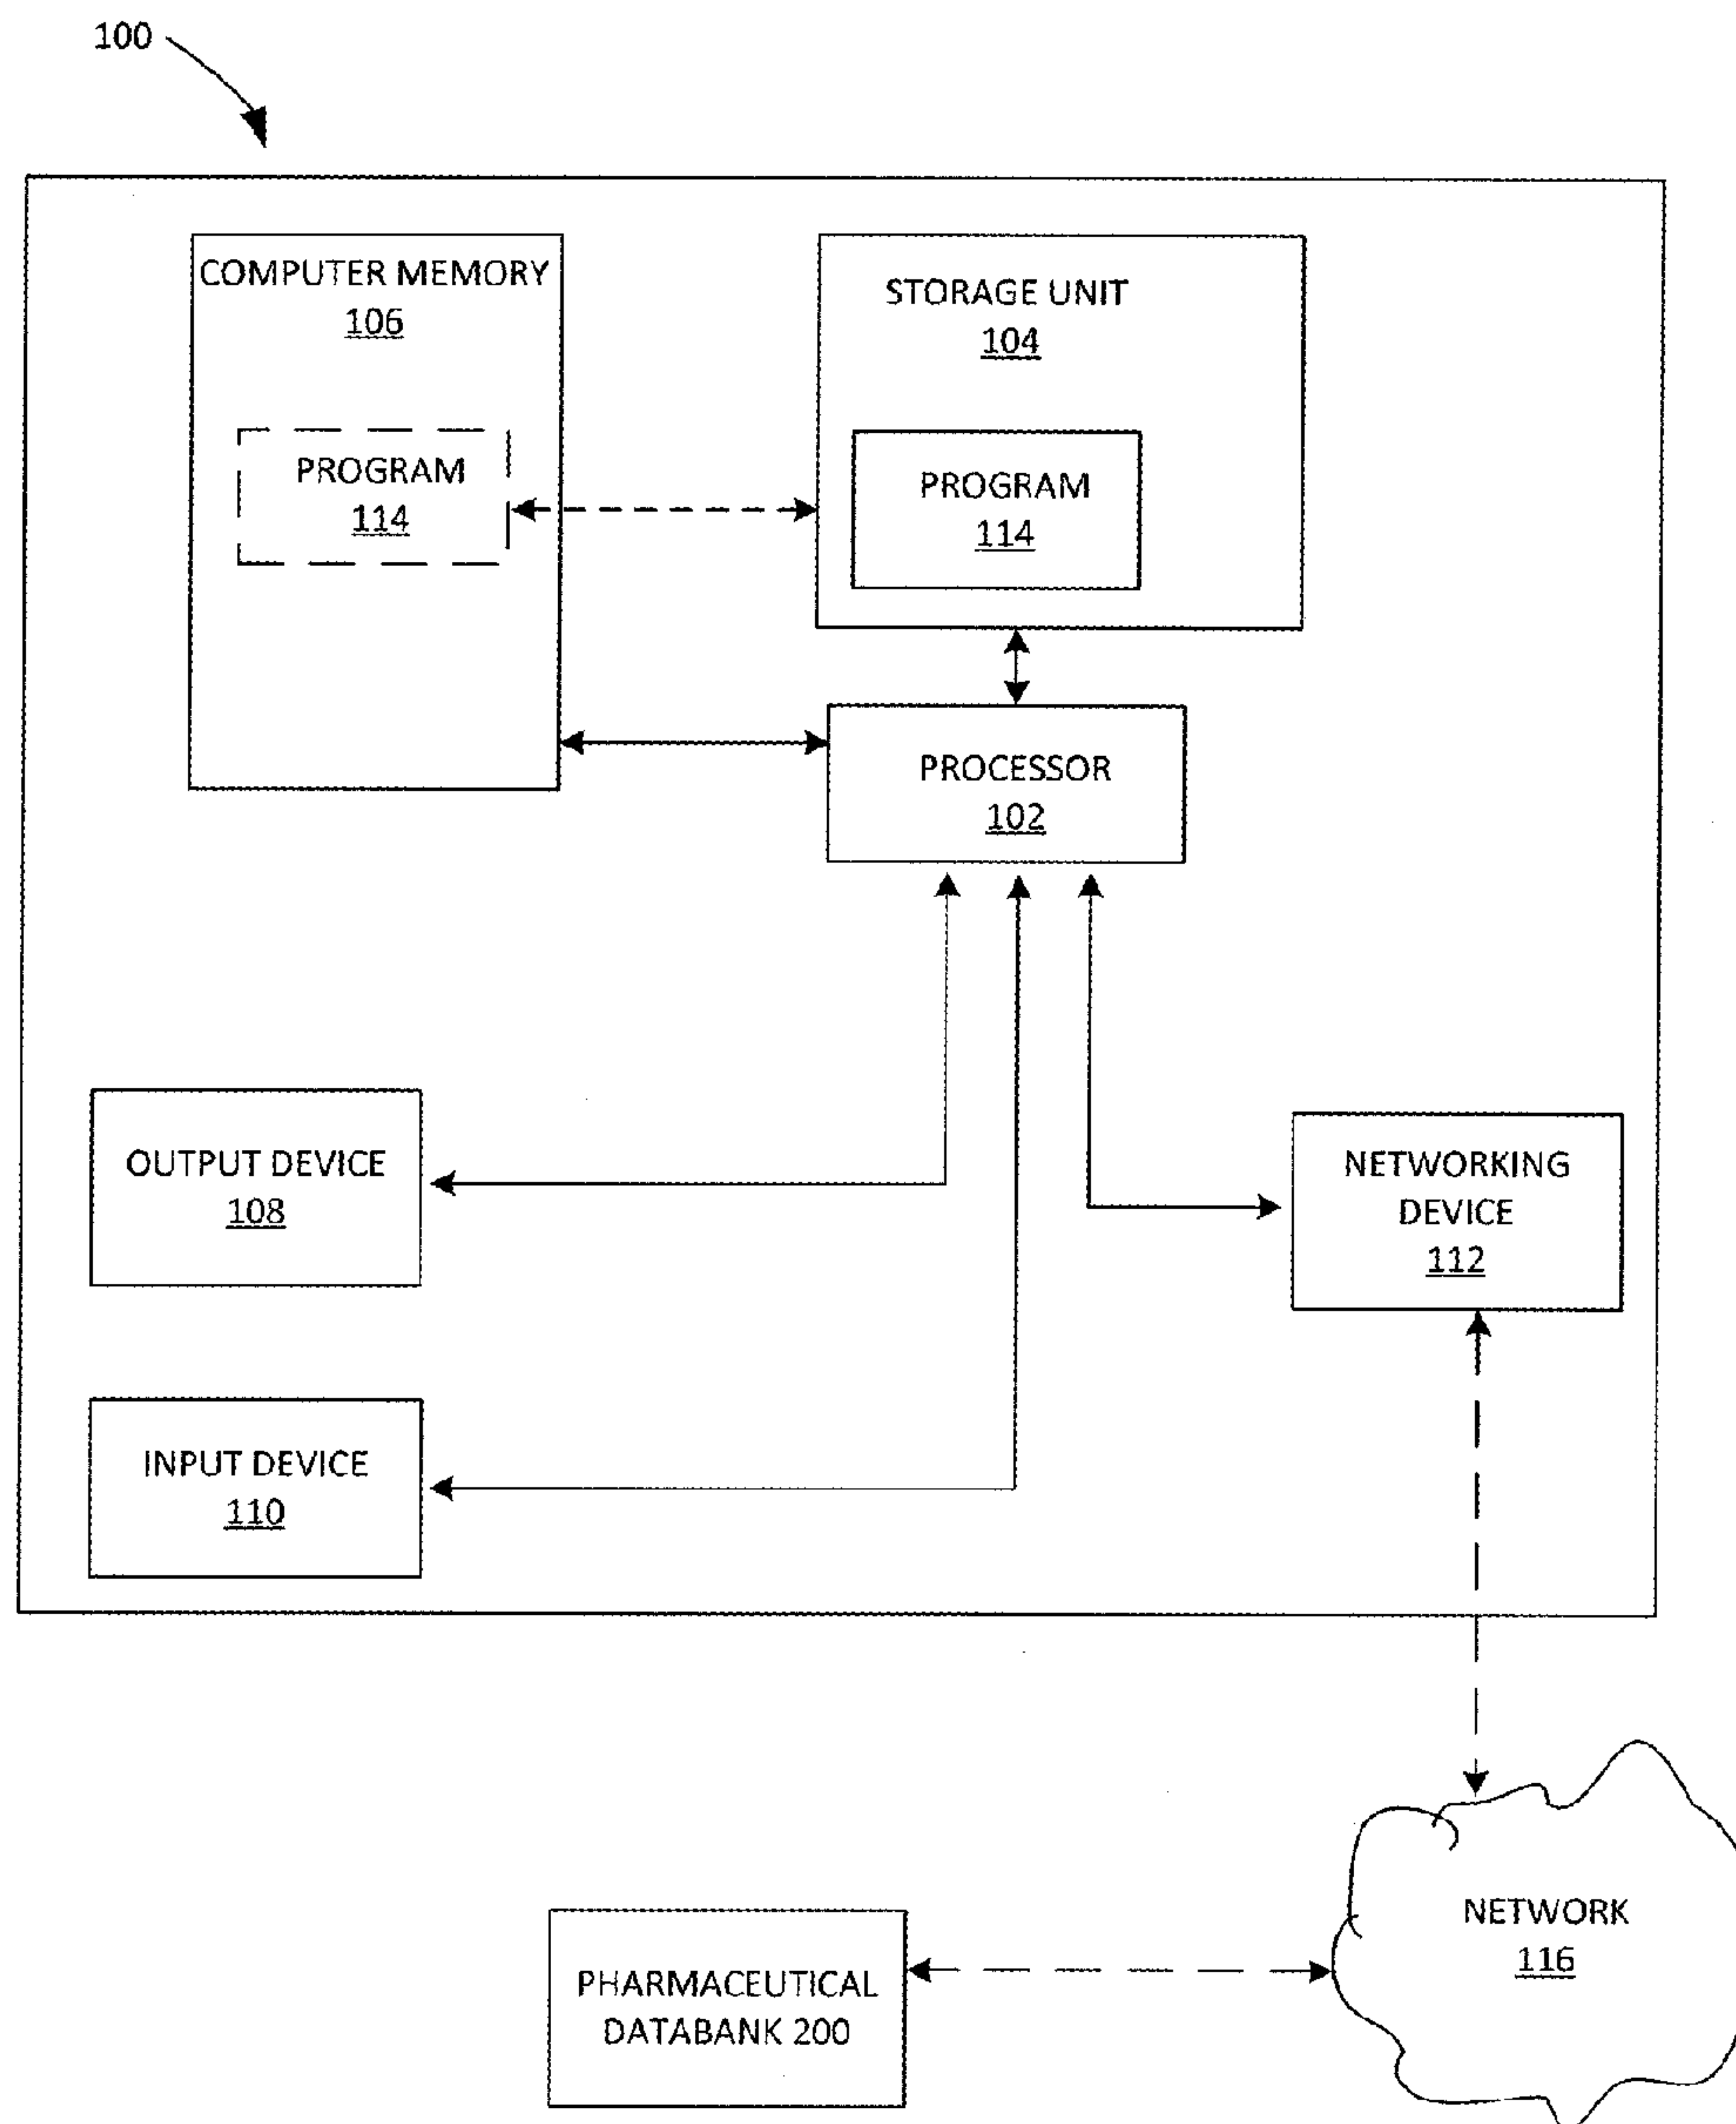 100
COMPUTER MEMORY
106
STORAGE UNIT
104
PROGRAM
114
PROGRAM
114
PROCESSOR
102
OUTPUT DEVICE
108
NETWORKING
DEVICE
112
INPUT DEVICE
110
NETWORK
116
PHARMACEUTICAL
DATABANK 200